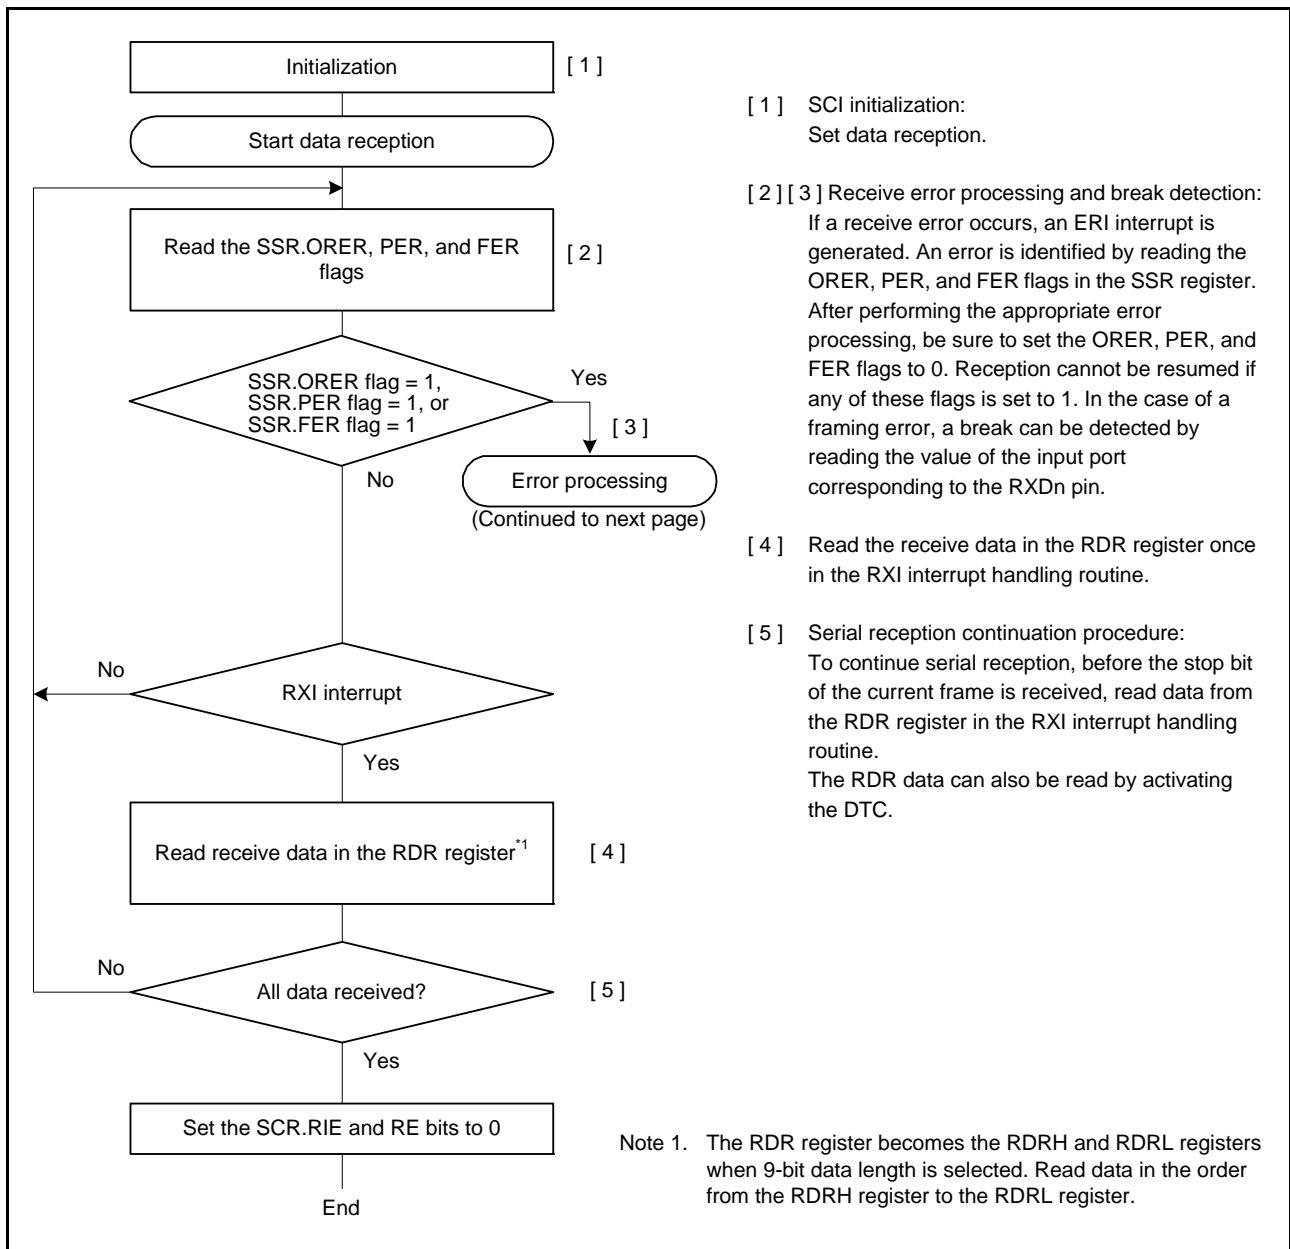 Initialization
[ 1 ]
Start data reception
Read the SSR.ORER, PER, and FER
flags
[ 2 ]
SSR.ORER flag = 1,
SSR.PER flag = 1, or
SSR.FER flag = 1
Yes
[ 3 ]
No
Error processing
(Continued to next page)
No
RXI interrupt
Yes
Read receive data in the RDR register*1
[ 4 ]
No
All data received?
[ 5 ]
Yes
Set the SCR.RIE and RE bits to 0
End
[ 1 ] SCI initialization:
Set data reception.
[ 2 ] [ 3 ] Receive error processing and break detection:
If a receive error occurs, an ERI interrupt is
generated. An error is identified by reading the
ORER, PER, and FER flags in the SSR register.
After performing the appropriate error
processing, be sure to set the ORER, PER, and
FER flags to 0. Reception cannot be resumed if
any of these flags is set to 1. In the case of a
framing error, a break can be detected by
reading the value of the input port
corresponding to the RXDn pin.
[ 4 ] Read the receive data in the RDR register once
in the RXI interrupt handling routine.
[ 5 ] Serial reception continuation procedure:
To continue serial reception, before the stop bit
of the current frame is received, read data from
the RDR register in the RXI interrupt handling
routine.
The RDR data can also be read by activating
the DTC.
Note 1. The RDR register becomes the RDRH and RDRL registers
when 9-bit data length is selected. Read data in the order
from the RDRH register to the RDRL register.